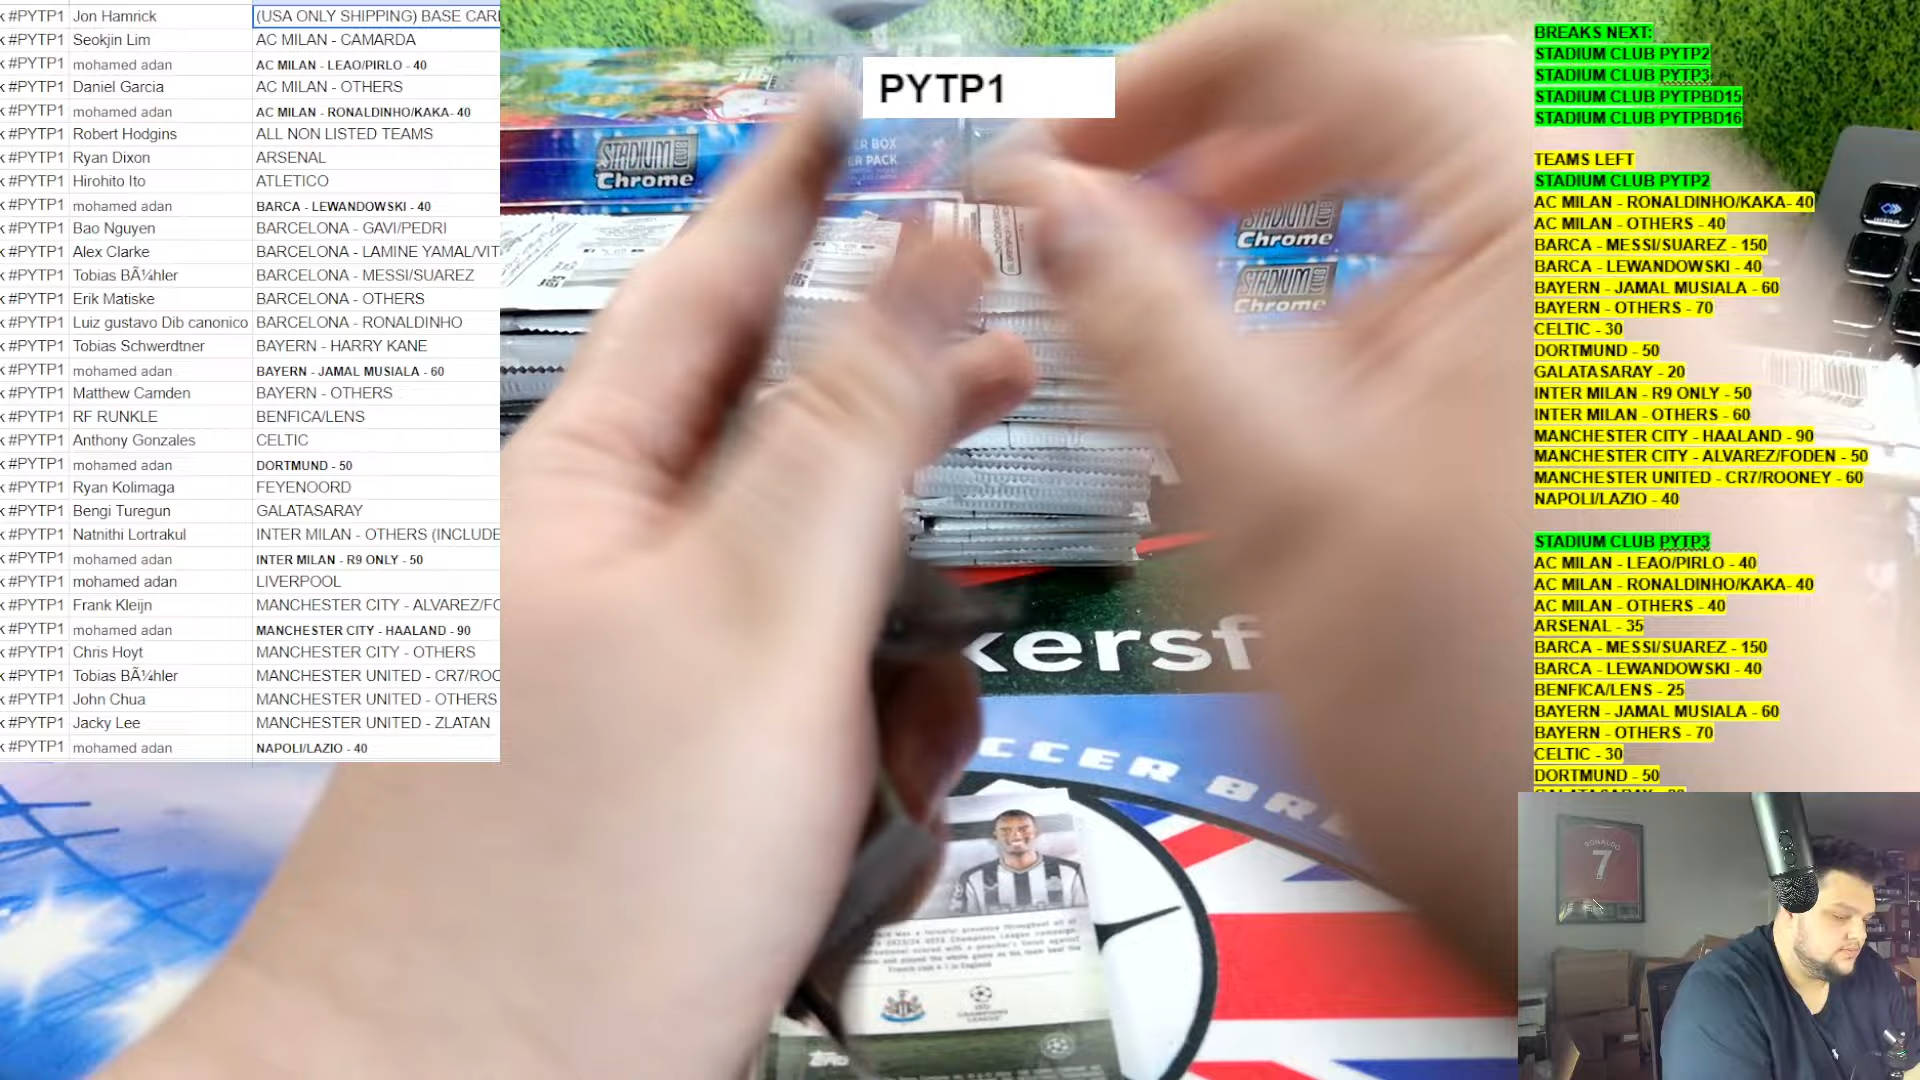 k #PYTP1 Jon Hamrick (USA ONLY SHIPPING) BASE CAR
k #PYTP1 Seokjin Lim AC MILAN - CAMARDA
k #PYTP1 mohamed adan AC MILAN - LEAO/PIRLO - 40
k #PYTP1 Daniel Garcia AC MILAN - OTHERS
k #PYTP1 mohamed adan AC MILAN - RONALDINHO/KAKA- 40
k #PYTP1 Robert Hodgins ALL NON LISTED TEAMS
k #PYTP1 Ryan Dixon ARSENAL
k #PYTP1 Hirohito Ito ATLETICO
k #PYTP1 mohamed adan BARCA - LEWANDOWSKI - 40
k #PYTP1 Bao Nguyen BARCELONA - GAVI/PEDRI
k #PYTP1 Alex Clarke BARCELONA - LAMINE YAMAL/VIT
k #PYTP1 Tobias BÃ¼hler BARCELONA - MESSI/SUAREZ
k #PYTP1 Erik Matiske BARCELONA - OTHERS
k #PYTP1 Luiz gustavo Dib canonico BARCELONA - RONALDINHO
k #PYTP1 Tobias Schwerdtner BAYERN - HARRY KANE
k #PYTP1 mohamed adan BAYERN - JAMAL MUSIALA - 60
k #PYTP1 Matthew Camden BAYERN - OTHERS
k #PYTP1 RF RUNKLE BENFICA/LENS
k #PYTP1 Anthony Gonzales CELTIC
k #PYTP1 mohamed adan DORTMUND - 50
k #PYTP1 Ryan Kolimaga FEYENOORD
k #PYTP1 Bengi Turegun GALATASARAY
k #PYTP1 Natnithi Lortrakul INTER MILAN - OTHERS (INCLUDE
k #PYTP1 mohamed adan INTER MILAN - R9 ONLY - 50
k #PYTP1 mohamed adan LIVERPOOL
k #PYTP1 Frank Kleijn MANCHESTER CITY - ALVAREZ/FO
k #PYTP1 mohamed adan MANCHESTER CITY - HAALAND - 90
k #PYTP1 Chris Hoyt MANCHESTER CITY - OTHERS
k #PYTP1 Tobias BÃ¼hler MANCHESTER UNITED - CR7/ROO
k #PYTP1 John Chua MANCHESTER UNITED - OTHERS
k #PYTP1 Jacky Lee MANCHESTER UNITED - ZLATAN
k #PYTP1 mohamed adan NAPOLI/LAZIO - 40
PYTP1
STADIUM CLUB
Chrome
ER BOX
ER PACK
STADIUM
Chrome
STADIUM
Chrome
kersf
CCER BRE
topps
BREAKS NEXT:
STADIUM CLUB PYTP2
STADIUM CLUB PYTP3
STADIUM CLUB PYTPBD15
STADIUM CLUB PYTPBD16
TEAMS LEFT
STADIUM CLUB PYTP2
AC MILAN - RONALDINHO/KAKA- 40
AC MILAN - OTHERS - 40
BARCA - MESSI/SUAREZ - 150
BARCA - LEWANDOWSKI - 40
BAYERN - JAMAL MUSIALA - 60
BAYERN - OTHERS - 70
CELTIC - 30
DORTMUND - 50
GALATASARAY - 20
INTER MILAN - R9 ONLY - 50
INTER MILAN - OTHERS - 60
MANCHESTER CITY - HAALAND - 90
MANCHESTER CITY - ALVAREZ/FODEN - 50
MANCHESTER UNITED - CR7/ROONEY - 60
NAPOLI/LAZIO - 40
STADIUM CLUB PYTP3
AC MILAN - LEAO/PIRLO - 40
AC MILAN - RONALDINHO/KAKA- 40
AC MILAN - OTHERS - 40
ARSENAL - 35
BARCA - MESSI/SUAREZ - 150
BARCA - LEWANDOWSKI - 40
BENFICA/LENS - 25
BAYERN - JAMAL MUSIALA - 60
BAYERN - OTHERS - 70
CELTIC - 30
DORTMUND - 50
RONALDO
7